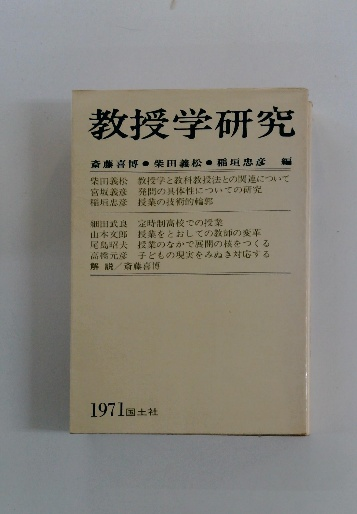 教授学研究
斎藤喜博●柴田義松●稲垣忠彦 編
柴田義松 教授学と教科教授法との関連について
宮坂義彦 発問の具体性についての研究
稲垣忠彦 授業の技術的輪郭
細田武良 定時制高校での授業
山本文郎 授業をとおしての教師の変革
尾島昭夫 授業のなかで展開の核をつくる
高橋元彦 子どもの現実をみぬき対応する
解説/斎藤喜博
1971国土社